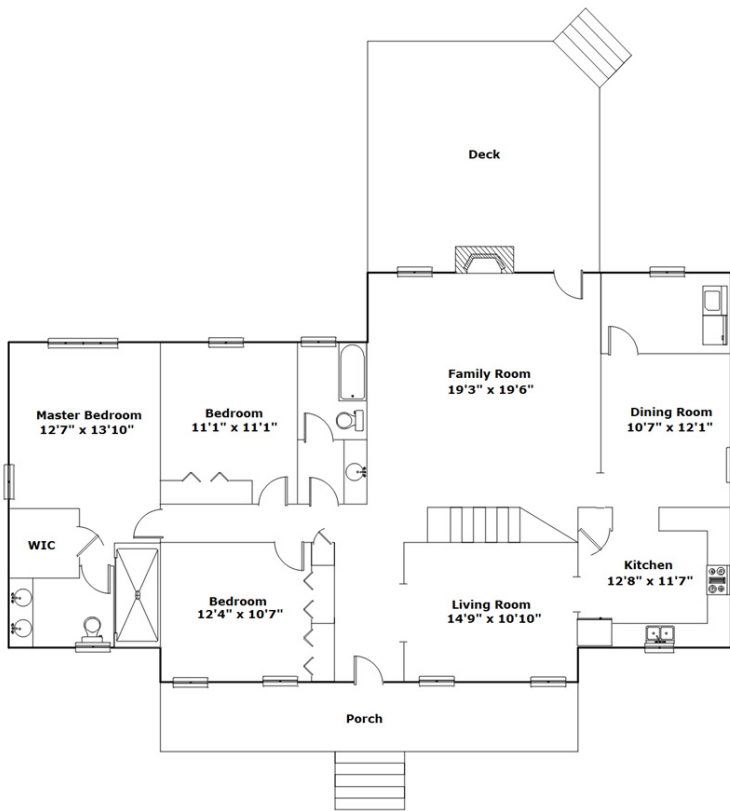 Deck
Family Room
19'3" x 19'6"
Master Bedroom
12'7" x 13'10"
Bedroom
11'1" x 11'1"
Dining Room
10'7" x 12'1"
WIC
Kitchen
12'8" x 11'7"
Bedroom
12'4" x 10'7"
Living Room
14'9" x 10'10"
Porch